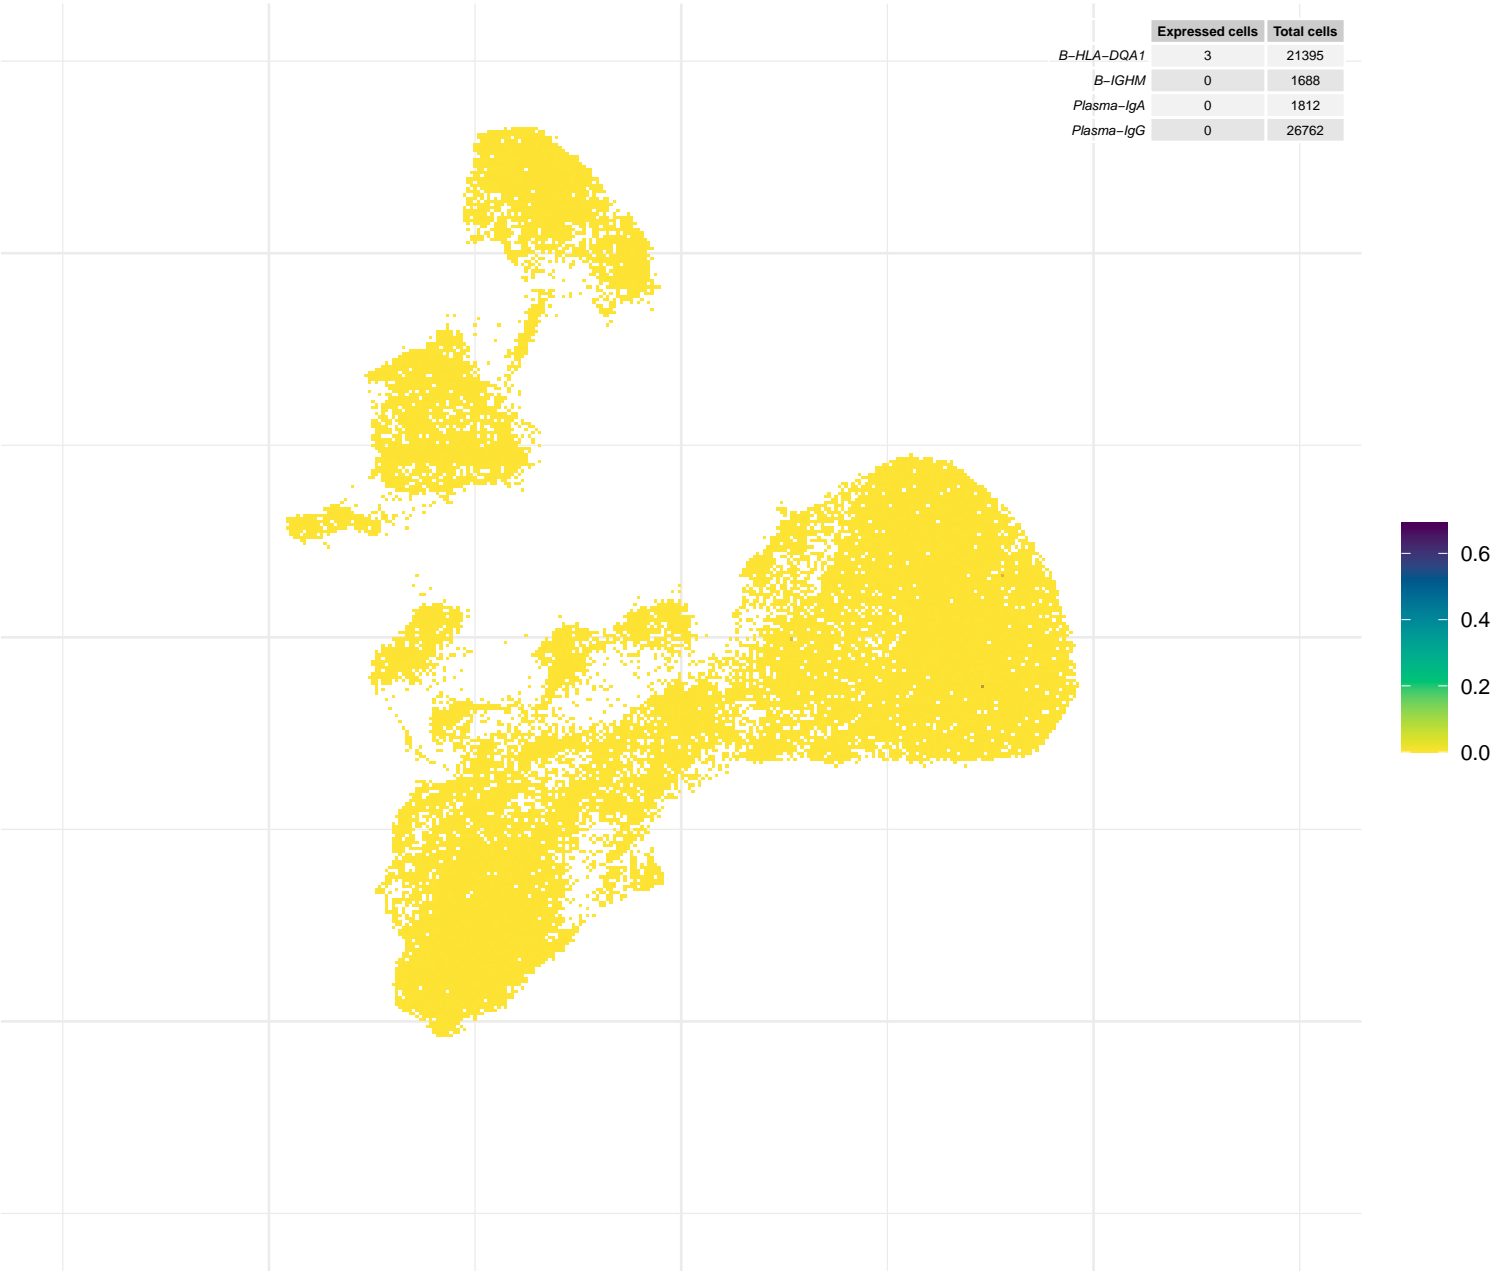 Expressed cells Total cells
B−HLA−DQA1 3 21395
B−IGHM 0 1688
Plasma−IgA 0 1812
Plasma−IgG 0 26762
0.6
0.4
0.2
0.0